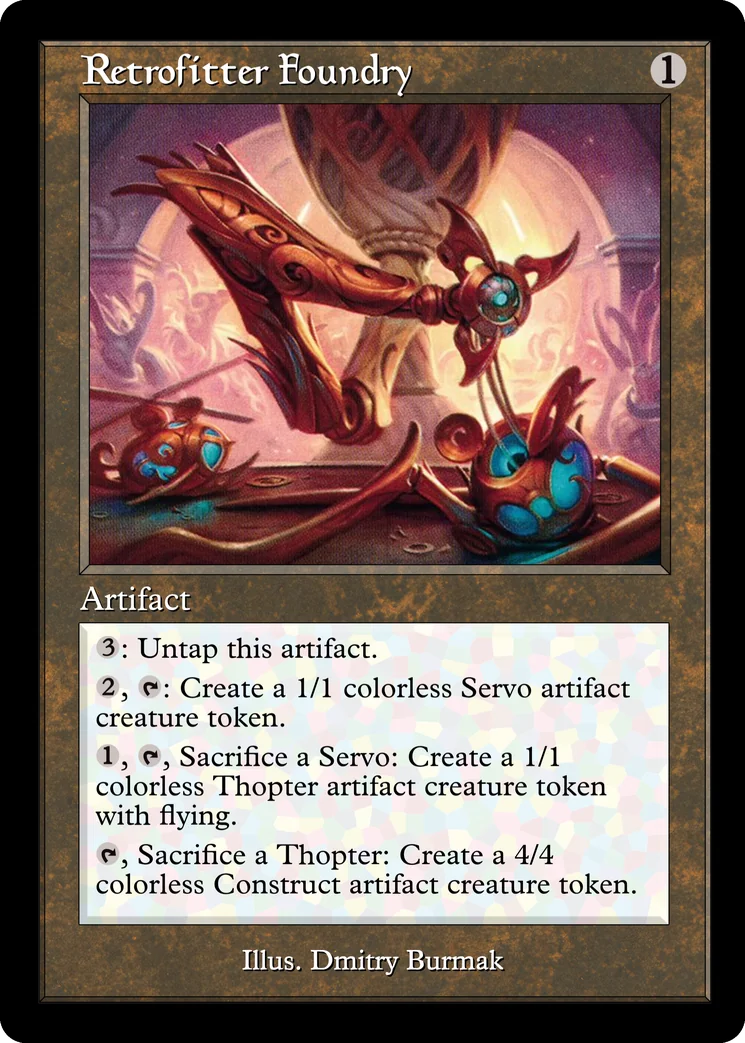 Retrofitter Foundry 1
Artifact
3: Untap this artifact.
2, : Create a 1/1 colorless Servo artifact
creature token.
1, , Sacrifice a Servo: Create a 1/1
colorless Thopter artifact creature token
with flying.
, Sacrifice a Thopter: Create a 4/4
colorless Construct artifact creature token.
Illus. Dmitry Burmak